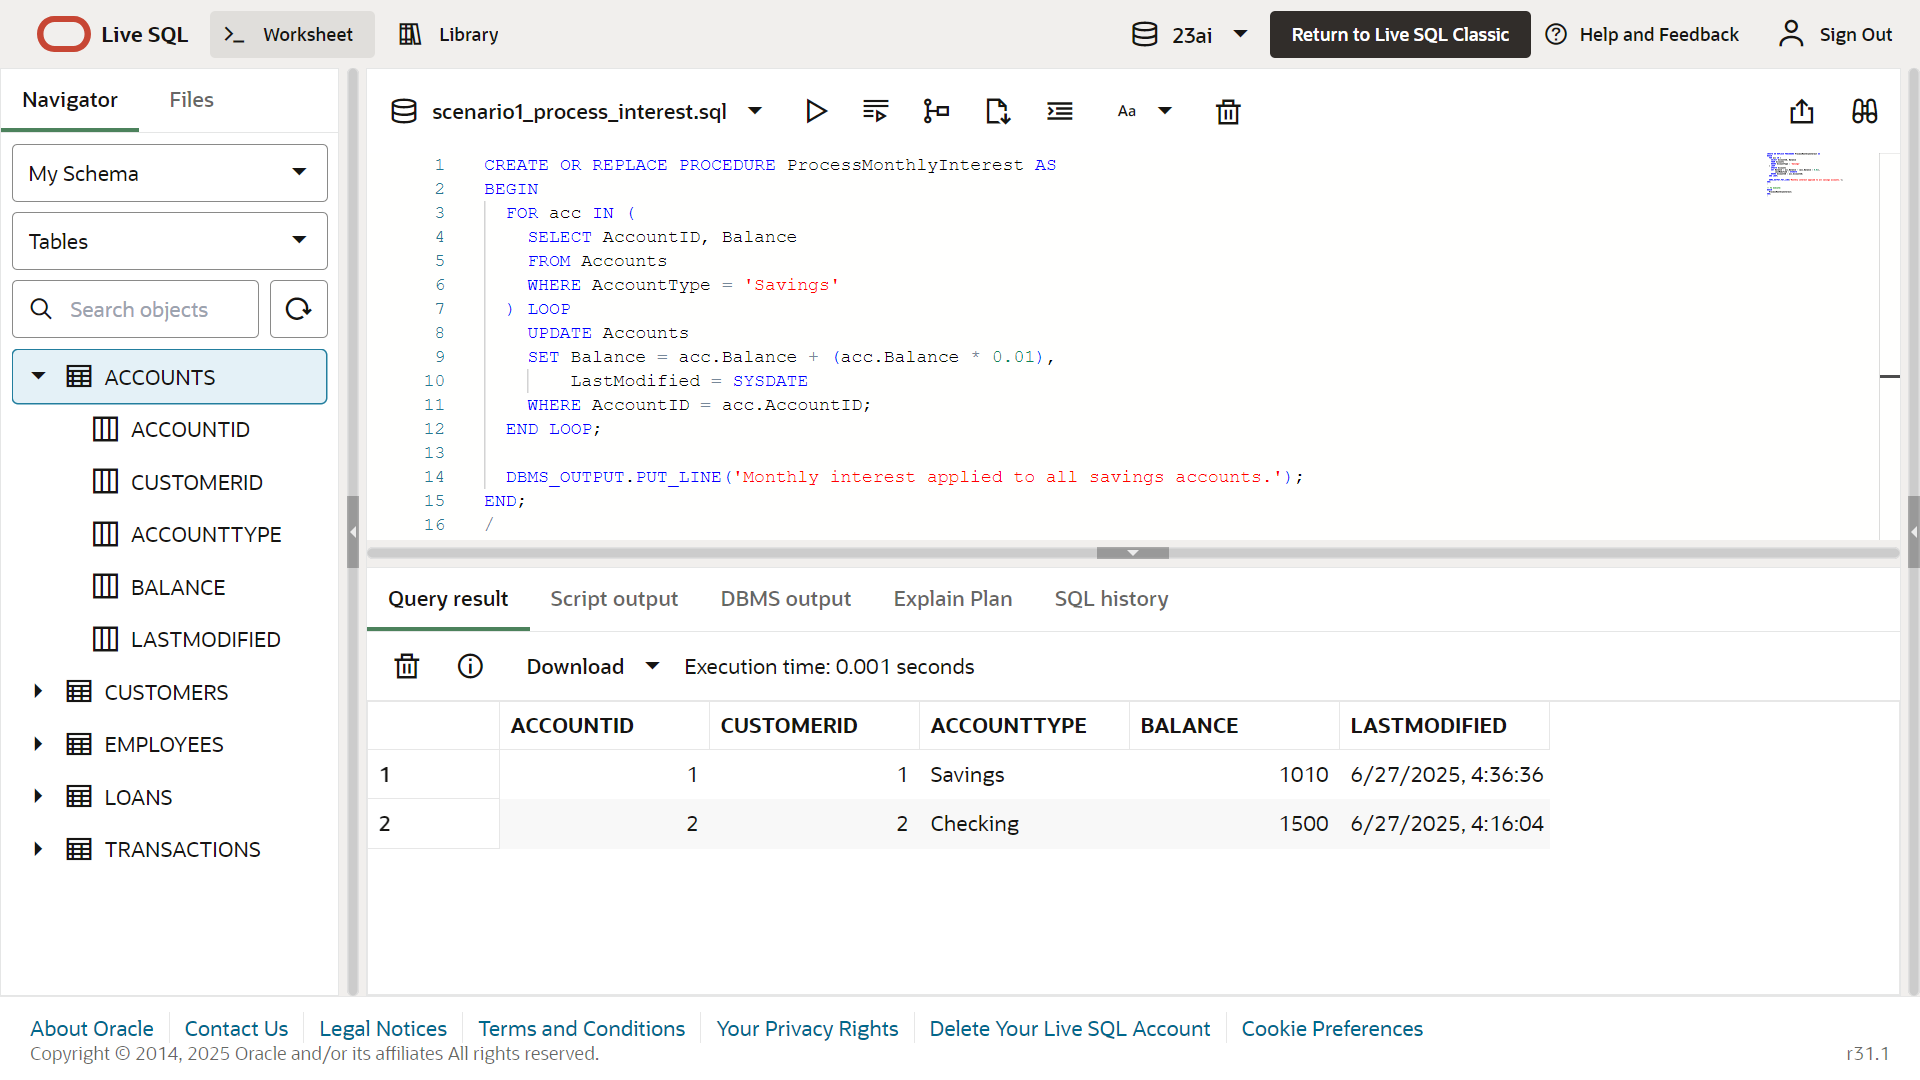 Live SQL
Worksheet
Library
23ai
Return to Live SQL Classic
Help and Feedback
Sign Out
Navigator
Files
My Schema
Tables
Search objects
ACCOUNTS
ACCOUNTID
CUSTOMERID
ACCOUNTTYPE
BALANCE
LASTMODIFIED
CUSTOMERS
EMPLOYEES
LOANS
TRANSACTIONS
scenario1_process_interest.sql
Aa
1 CREATE OR REPLACE PROCEDURE ProcessMonthlyInterest AS
2 BEGIN
3 FOR acc IN (
4 SELECT AccountID, Balance
5 FROM Accounts
6 WHERE AccountType = 'Savings'
7 ) LOOP
8 UPDATE Accounts
9 SET Balance = acc.Balance + (acc.Balance * 0.01),
10 LastModified = SYSDATE
11 WHERE AccountID = acc.AccountID;
12 END LOOP;
13
14 DBMS_OUTPUT.PUT_LINE('Monthly interest applied to all savings accounts.');
15 END;
16 /
Query result
Script output
DBMS output
Explain Plan
SQL history
Download
Execution time: 0.001 seconds
ACCOUNTID CUSTOMERID ACCOUNTTYPE BALANCE LASTMODIFIED
1 1 1 Savings 1010 6/27/2025, 4:36:36
2 2 2 Checking 1500 6/27/2025, 4:16:04
About Oracle
Contact Us
Legal Notices
Terms and Conditions
Your Privacy Rights
Delete Your Live SQL Account
Cookie Preferences
Copyright © 2014, 2025 Oracle and/or its affiliates All rights reserved.
r31.1